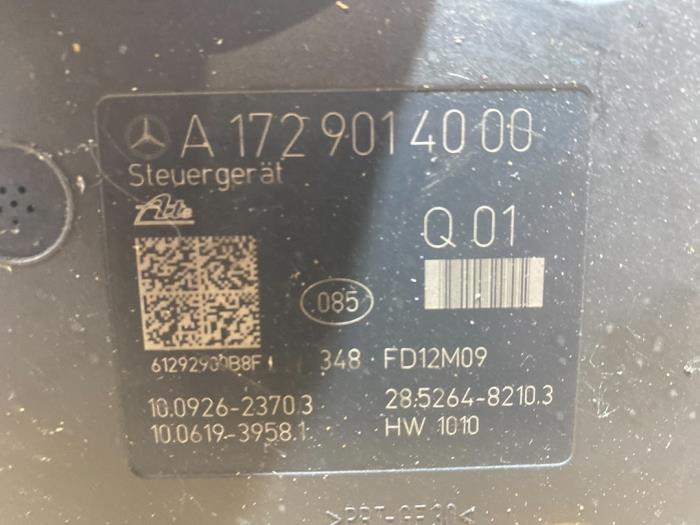 A 172 901 40 00
Steuergerät
Ate
Q 01
085
348 FD12M09
10.0926-2370.3 28.5264-8210.3
10.0619-3958.1 HW 1010